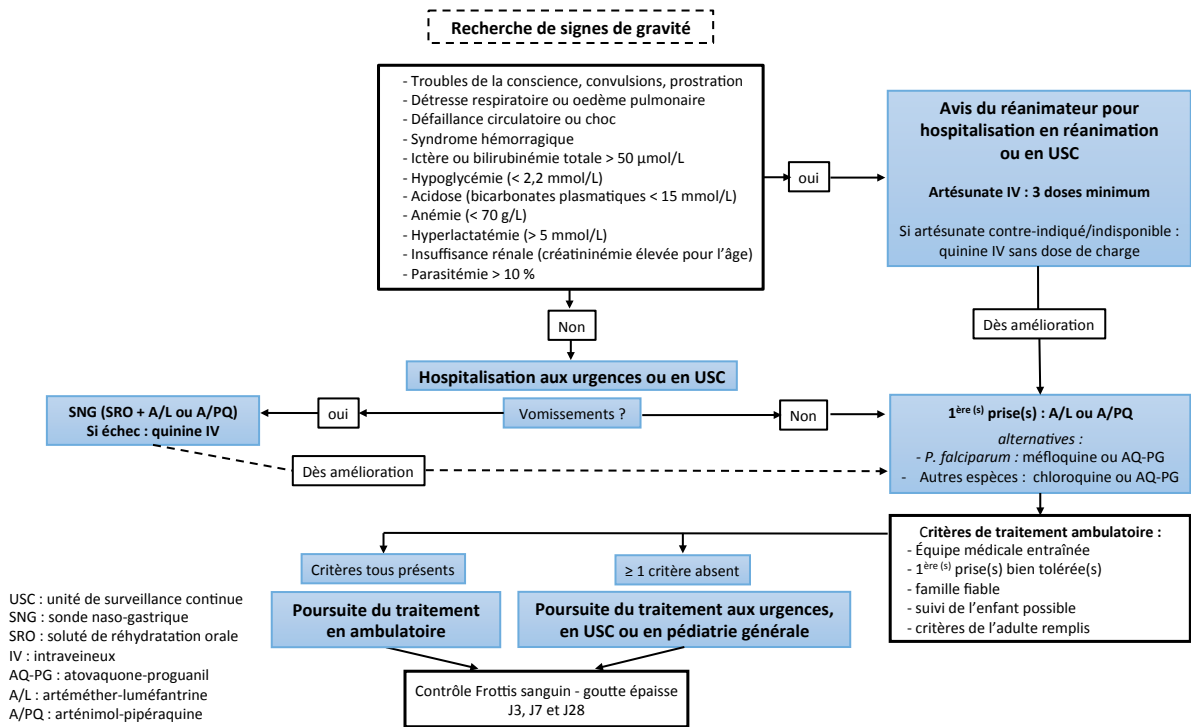 Recherche de signes de gravité
- Troubles de la conscience, convulsions, prostration
- Détresse respiratoire ou oedème pulmonaire
- Défaillance circulatoire ou choc
- Syndrome hémorragique
- Ictère ou bilirubinémie totale > 50 µmol/L
- Hypoglycémie (< 2,2 mmol/L)
- Acidose (bicarbonates plasmatiques < 15 mmol/L)
- Anémie (< 70 g/L)
- Hyperlactatémie (> 5 mmol/L)
- Insuffisance rénale (créatininémie élevée pour l’âge)
- Parasitémie > 10 %
oui
Avis du réanimateur pour
hospitalisation en réanimation
ou en USC
Artésunate IV : 3 doses minimum
Si artésunate contre-indiqué/indisponible :
quinine IV sans dose de charge
Non
Dès amélioration
Hospitalisation aux urgences ou en USC
SNG (SRO + A/L ou A/PQ)
Si échec : quinine IV
oui
Vomissements ?
Non
1ère (s) prise(s) : A/L ou A/PQ
alternatives :
- P. falciparum : méfloquine ou AQ-PG
- Autres espèces : chloroquine ou AQ-PG
Dès amélioration
Critères de traitement ambulatoire :
- Équipe médicale entraînée
- 1ère (s) prise(s) bien tolérée(s)
- famille fiable
- suivi de l’enfant possible
- critères de l’adulte remplis
Critères tous présents
≥ 1 critère absent
Poursuite du traitement
en ambulatoire
Poursuite du traitement aux urgences,
en USC ou en pédiatrie générale
Contrôle Frottis sanguin - goutte épaisse
J3, J7 et J28
USC : unité de surveillance continue
SNG : sonde naso-gastrique
SRO : soluté de réhydratation orale
IV : intraveineux
AQ-PG : atovaquone-proguanil
A/L : artéméther-luméfantrine
A/PQ : arténimol-pipéraquine